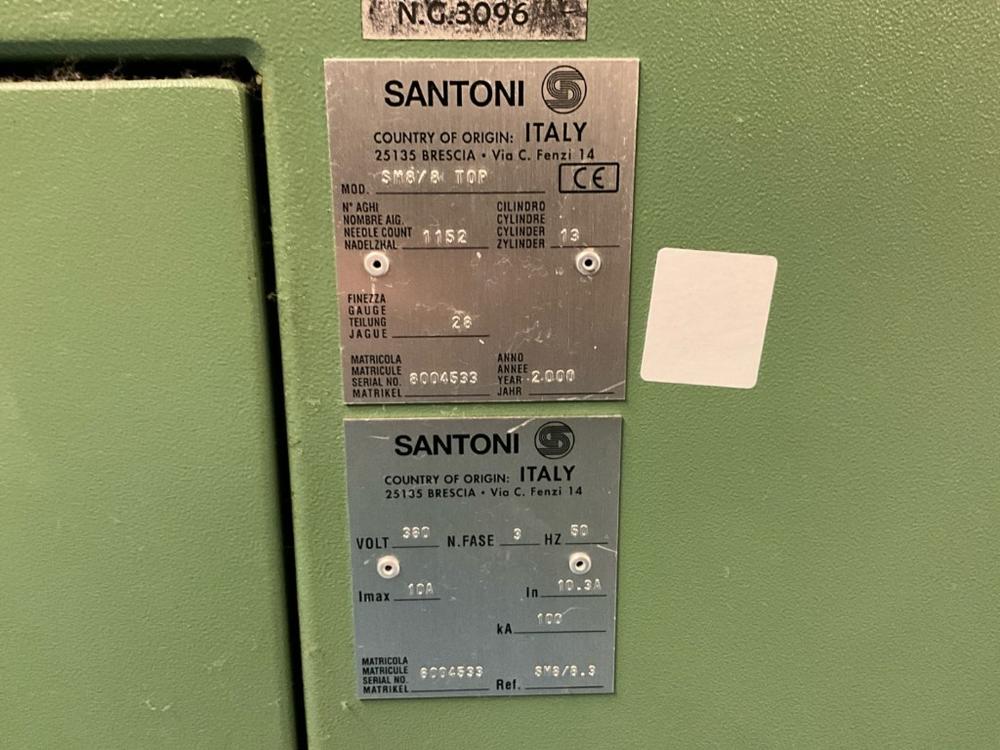 N.G.3096
SANTONI
COUNTRY OF ORIGIN: ITALY
25135 BRESCIA • Via C. Fenzi 14
MOD. SM8/8 TOP CE
N° AGHI
NOMBRE AIG.
NEEDLE COUNT 1152
NADELZHAL
CILINDRO
CYLINDRE
CYLINDER 13
ZYLINDER
FINEZZA
GAUGE
TEILUNG 28
JAGUE
MATRICOLA
MATRICULE
SERIAL NO. 8004533
MATRIKEL
ANNO
ANNEE
YEAR 2.000
JAHR
SANTONI
COUNTRY OF ORIGIN: ITALY
25135 BRESCIA • Via C. Fenzi 14
VOLT 380 N.FASE 3 HZ 50
Imax 10A In 10.3A
kA 100
MATRICOLA
MATRICULE
SERIAL NO. 8004533
MATRIKEL
Ref. SM8/8.3